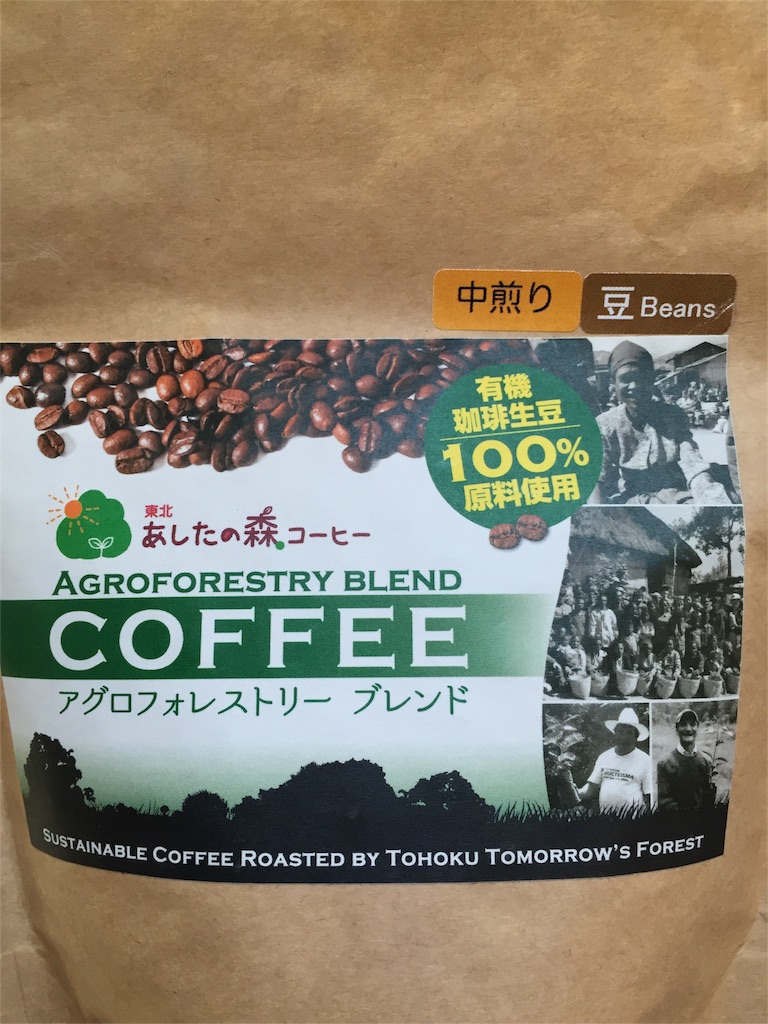 中煎り
豆 Beans
有機
珈琲生豆
100%
原料使用
東北
あしたの森コーヒー
AGROFORESTRY BLEND
COFFEE
アグロフォレストリー ブレンド
SUSTAINABLE COFFEE ROASTED BY TOHOKU TOMORROW'S FOREST